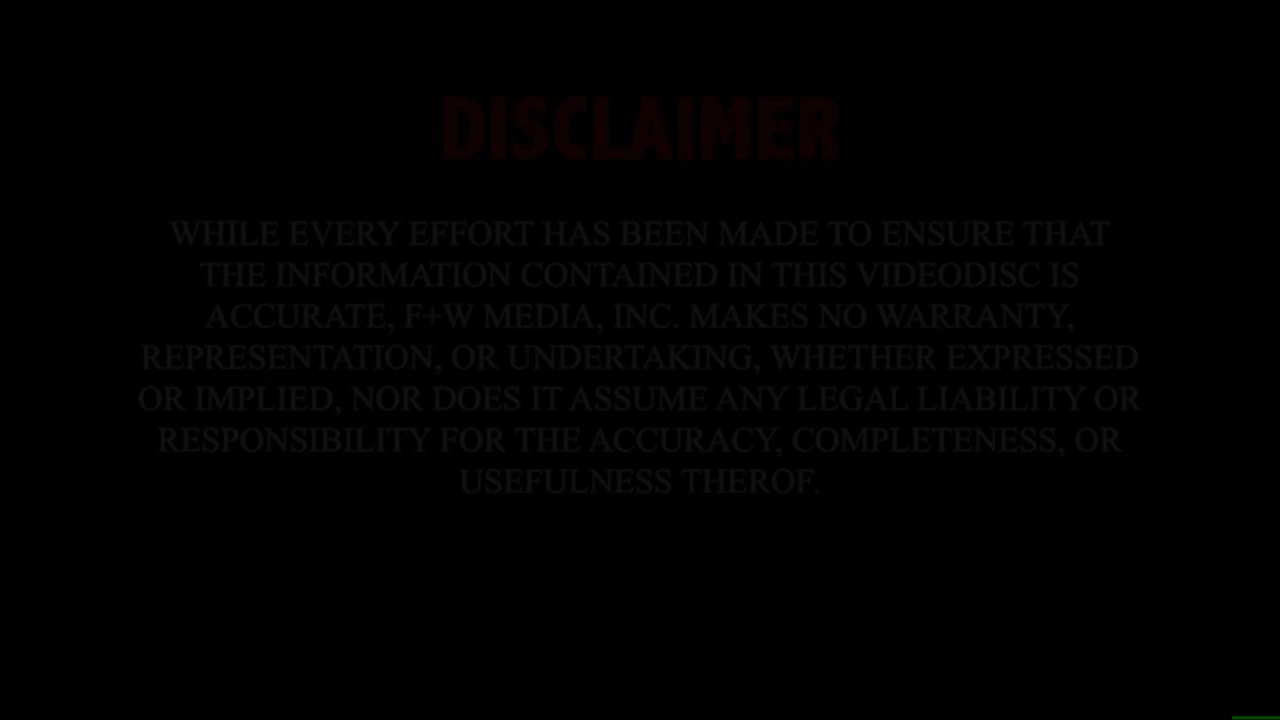 DISCLAIMER
WHILE EVERY EFFORT HAS BEEN MADE TO ENSURE THAT
THE INFORMATION CONTAINED IN THIS VIDEODISC IS
ACCURATE, F+W MEDIA, INC. MAKES NO WARRANTY,
REPRESENTATION, OR UNDERTAKING, WHETHER EXPRESSED
OR IMPLIED, NOR DOES IT ASSUME ANY LEGAL LIABILITY OR
RESPONSIBILITY FOR THE ACCURACY, COMPLETENESS, OR
USEFULNESS THEROF.